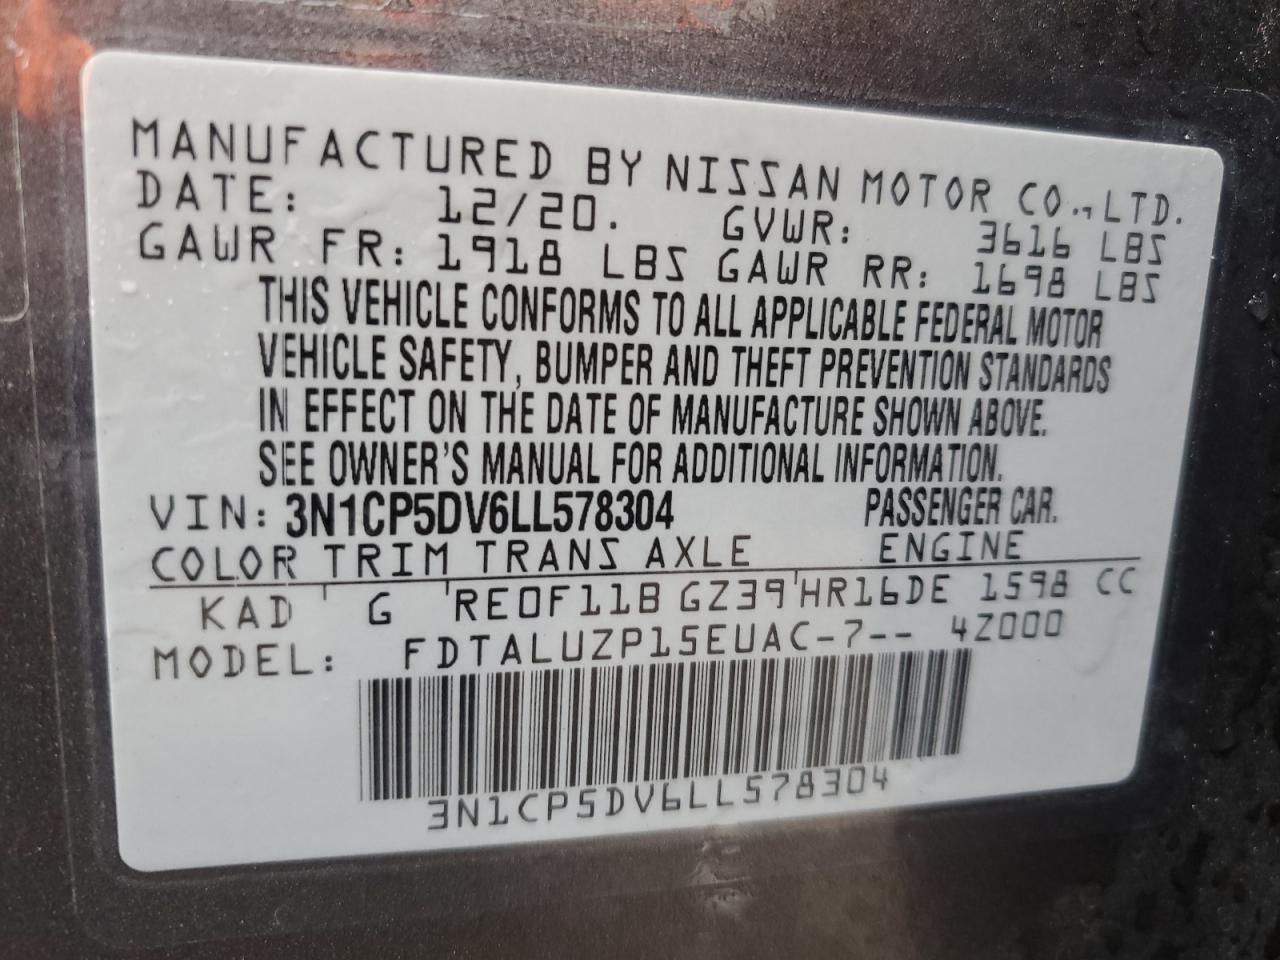 MANUFACTURED BY NISSAN MOTOR CO., LTD.
DATE: 12/20. GVWR: 3616 LBS
GAWR FR: 1918 LBS GAWR RR: 1698 LBS
THIS VEHICLE CONFORMS TO ALL APPLICABLE FEDERAL MOTOR
VEHICLE SAFETY, BUMPER AND THEFT PREVENTION STANDARDS
IN EFFECT ON THE DATE OF MANUFACTURE SHOWN ABOVE.
SEE OWNER'S MANUAL FOR ADDITIONAL INFORMATION.
VIN: 3N1CP5DV6LL578304 PASSENGER CAR.
COLOR TRIM TRANS AXLE ENGINE
KAD G RE0F11B GZ39 HR16DE 1598 CC
MODEL: FDTALUZP15EUAC-7-- 4Z000
3N1CP5DV6LL578304